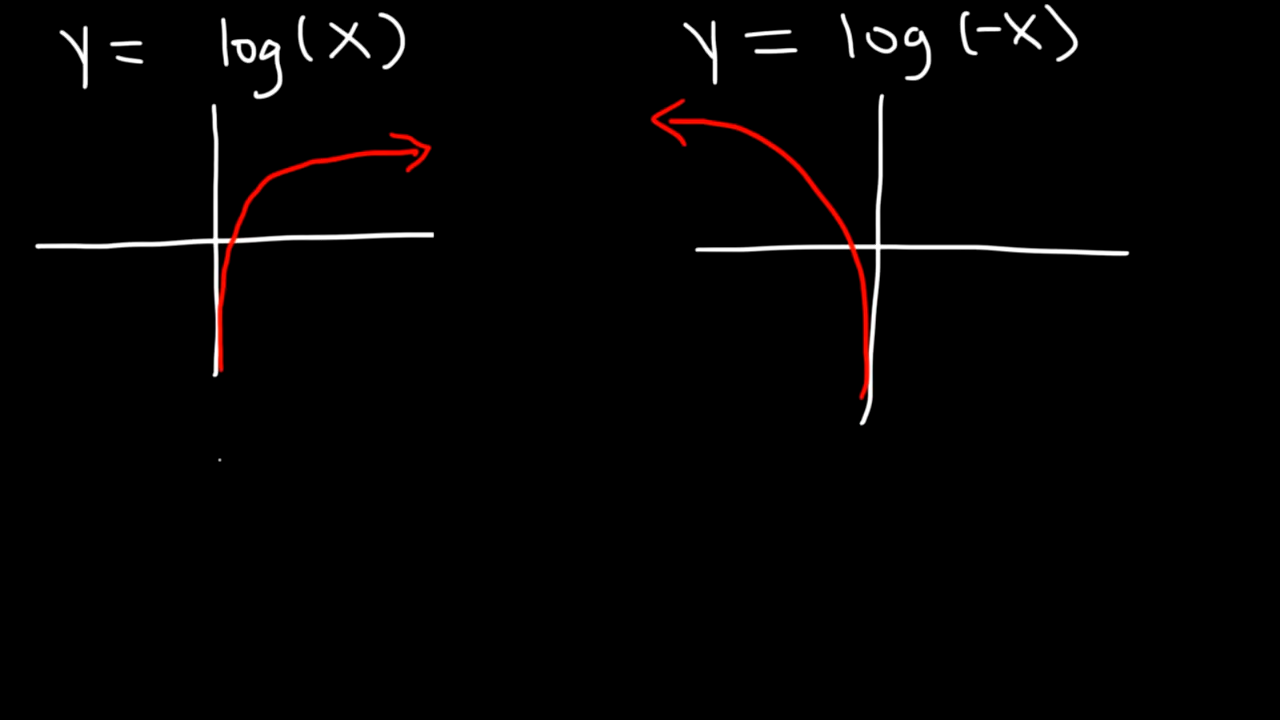 y = log(x)
y = log(-x)